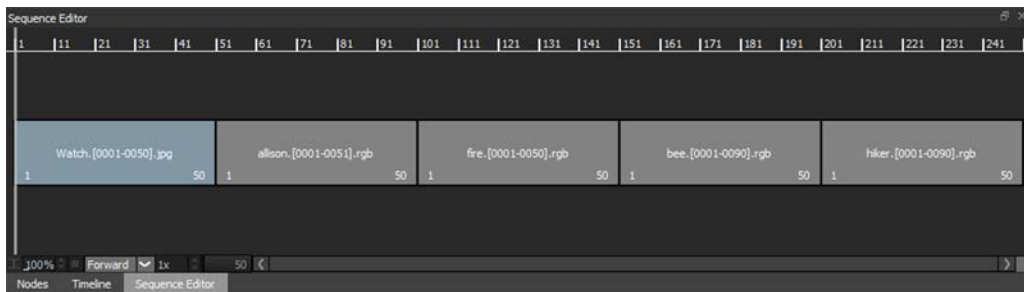 Sequence Editor
1 11 21 31 41 51 61 71 81 91 101 111 121 131 141 151 161 171 181 191 201 211 221 231 241
Watch.[0001-0050].jpg allison.[0001-0051].rgb fire.[0001-0050].rgb bee.[0001-0090].rgb hiker.[0001-0090].rgb
1 50 1 50 1 50 1 50 1 50
100% Forward 1x 50
Nodes Timeline Sequence Editor